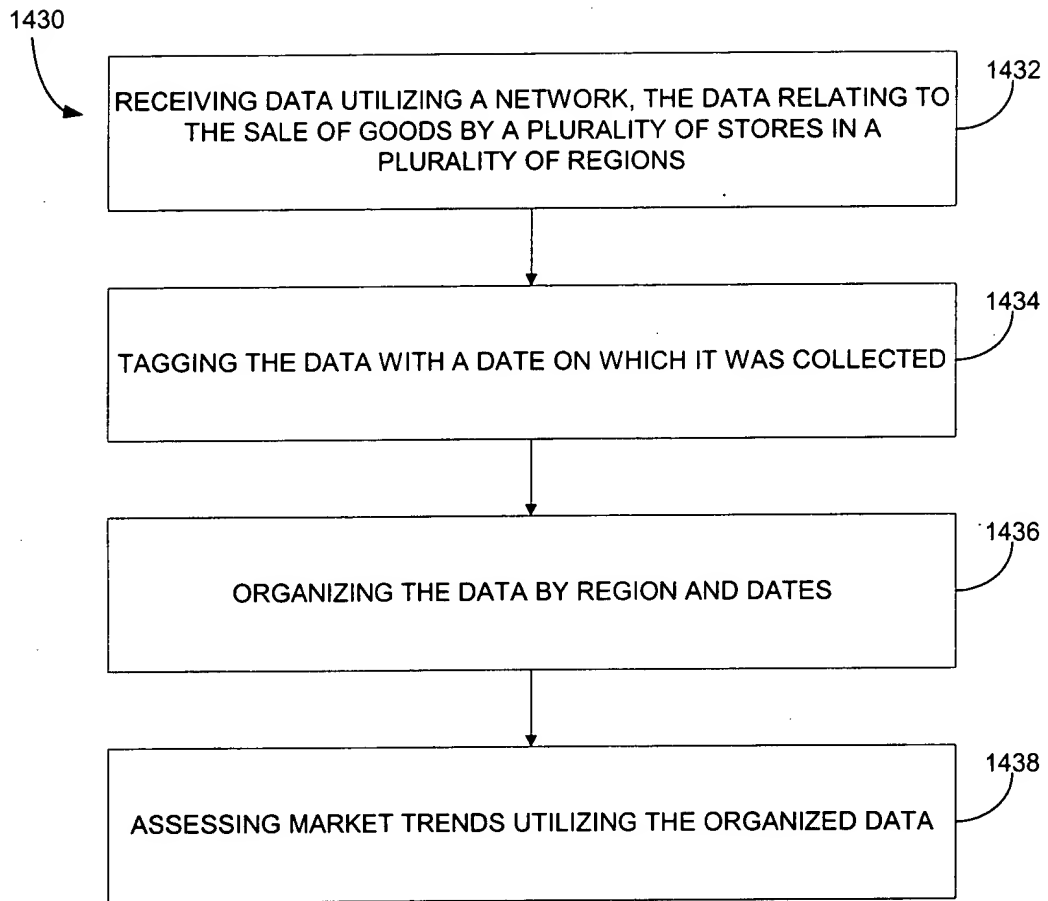 1430
1432
RECEIVING DATA UTILIZING A NETWORK, THE DATA RELATING TO
THE SALE OF GOODS BY A PLURALITY OF STORES IN A
PLURALITY OF REGIONS
1434
TAGGING THE DATA WITH A DATE ON WHICH IT WAS COLLECTED
1436
ORGANIZING THE DATA BY REGION AND DATES
1438
ASSESSING MARKET TRENDS UTILIZING THE ORGANIZED DATA